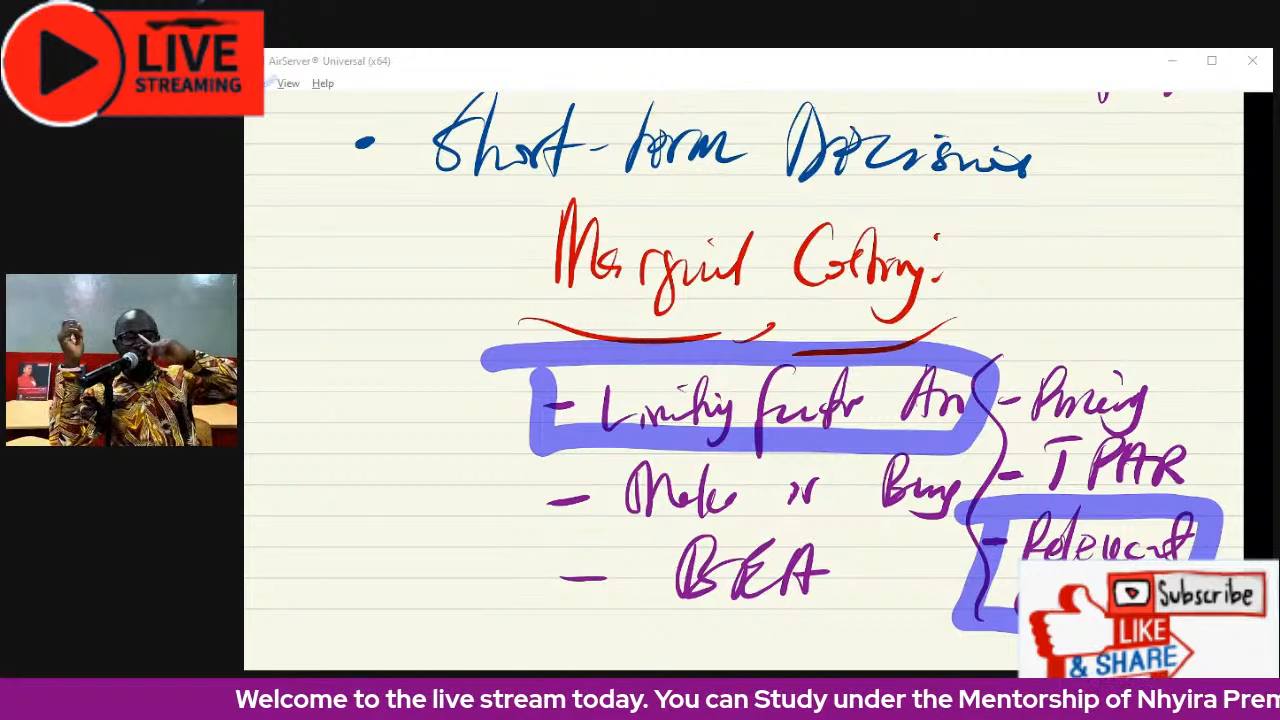 LIVE
STREAMING
AirServer® Universal (x64)
View Help
• Short-term Decisions
Marginal Costing:
- Limiting factor An
- Make or Buy
- BEA
- Pricing
- TPAR
- Relevant
Subscribe
LIKE
& SHARE
Welcome to the live stream today. You can Study under the Mentorship of Nhyira Prem